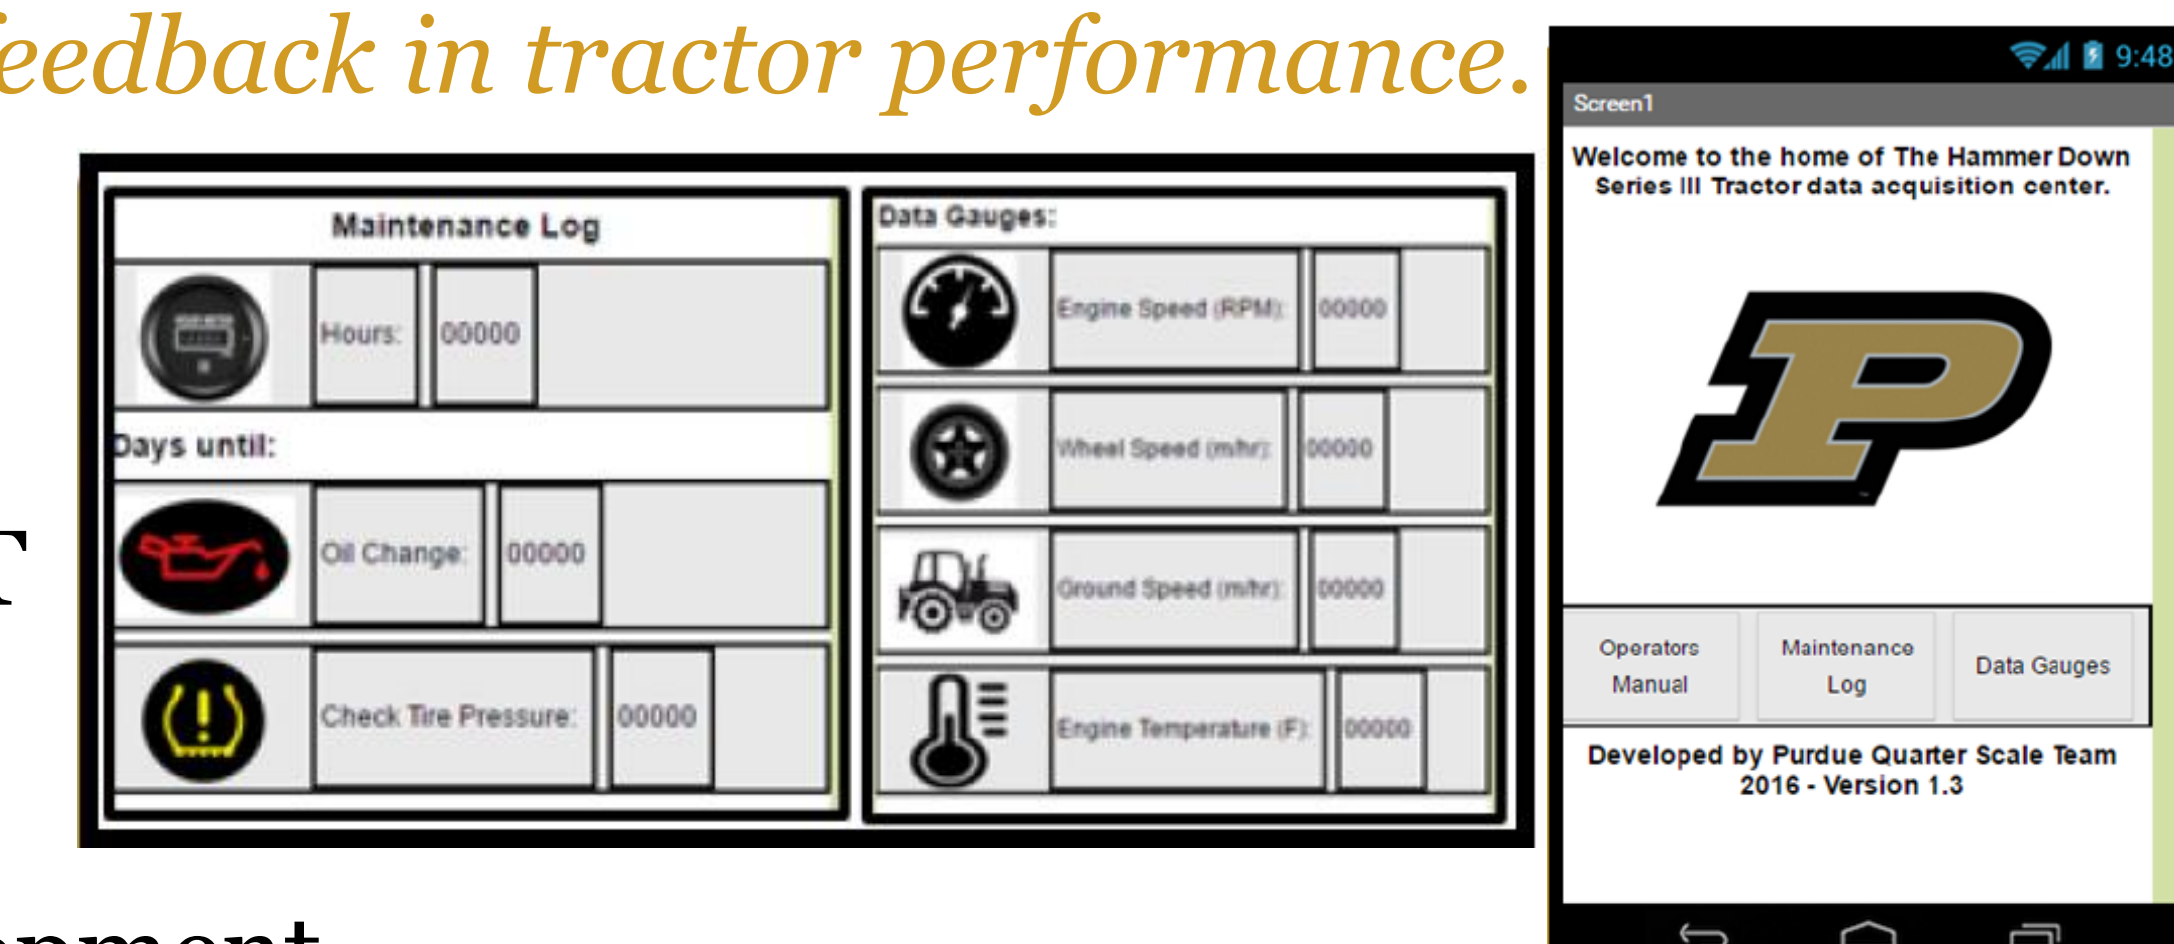 feedback in tractor performance.
Maintenance Log
Hours: 00000
Days until:
Oil Change: 00000
Check Tire Pressure: 00000
Data Gauges:
Engine Speed (RPM): 00000
Wheel Speed (m/hr): 00000
Ground Speed (m/hr): 00000
Engine Temperature (F): 00000
9:48
Screen1
Welcome to the home of The Hammer Down
Series III Tractor data acquisition center.
P
Operators
Manual
Maintenance
Log
Data Gauges
Developed by Purdue Quarter Scale Team
2016 - Version 1.3
T